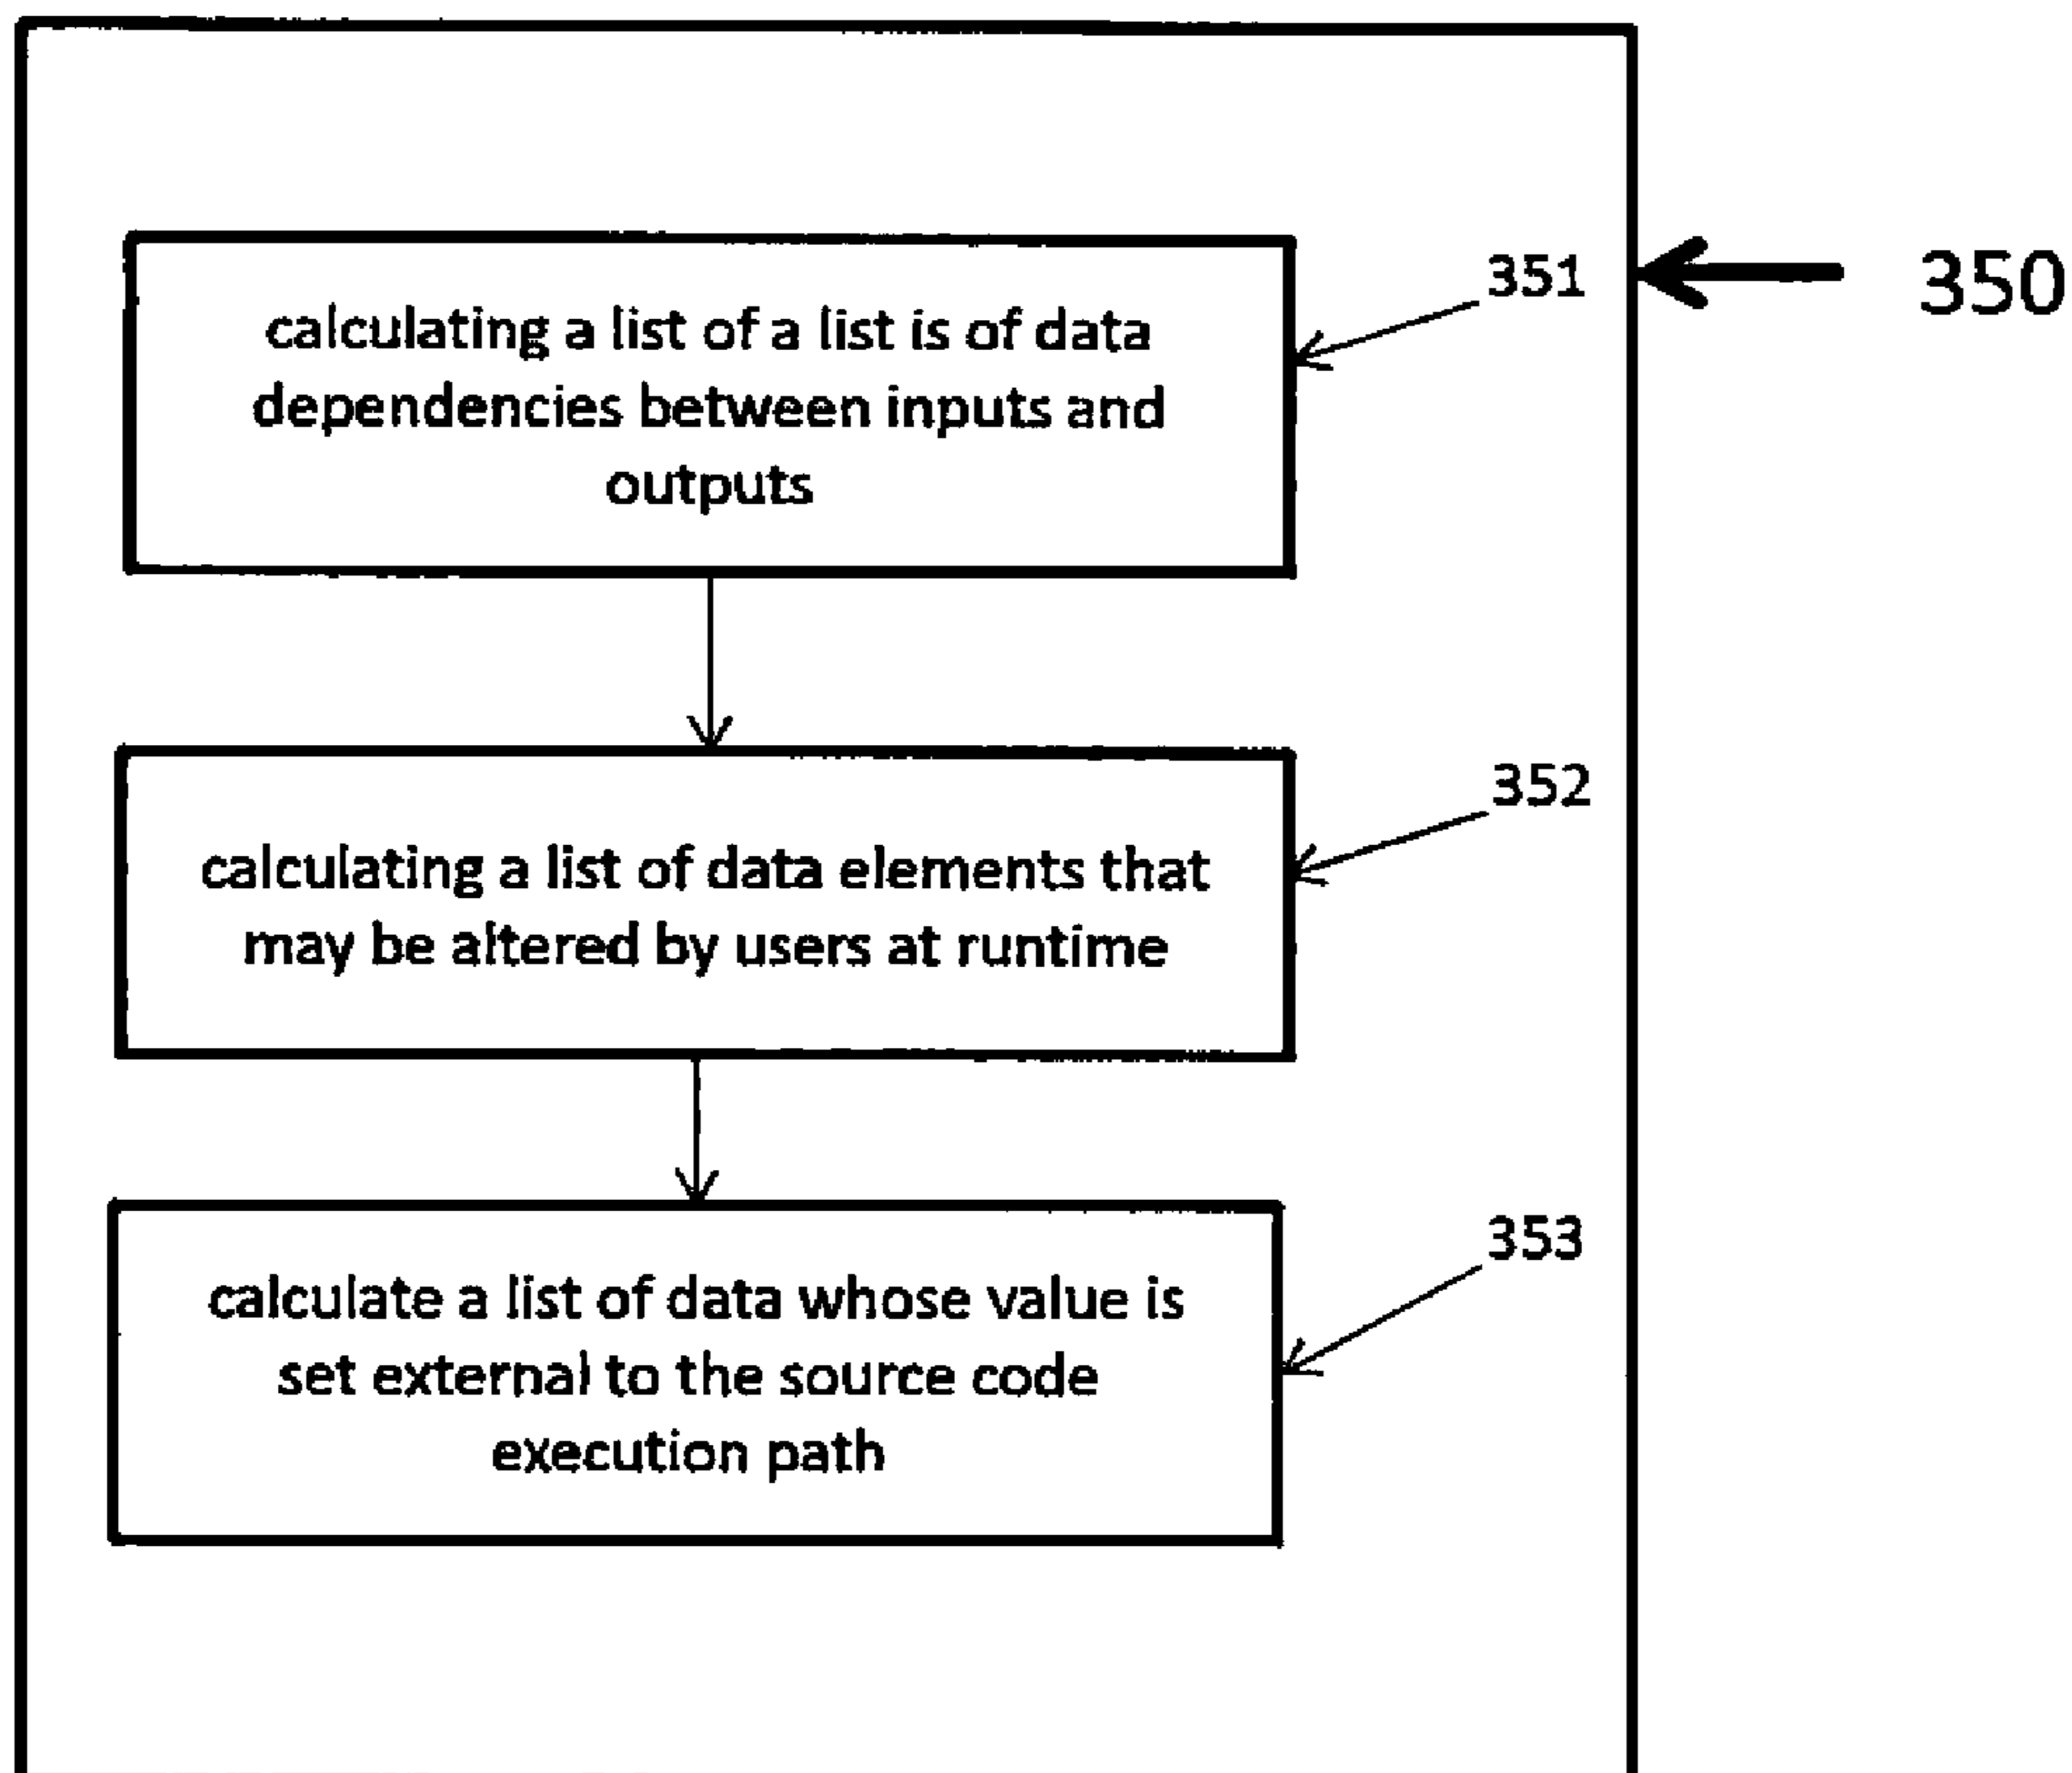 351
350
calculating a list of a list is of data
dependencies between inputs and
outputs
352
calculating a list of data elements that
may be altered by users at runtime
353
calculate a list of data whose value is
set external to the source code
execution path